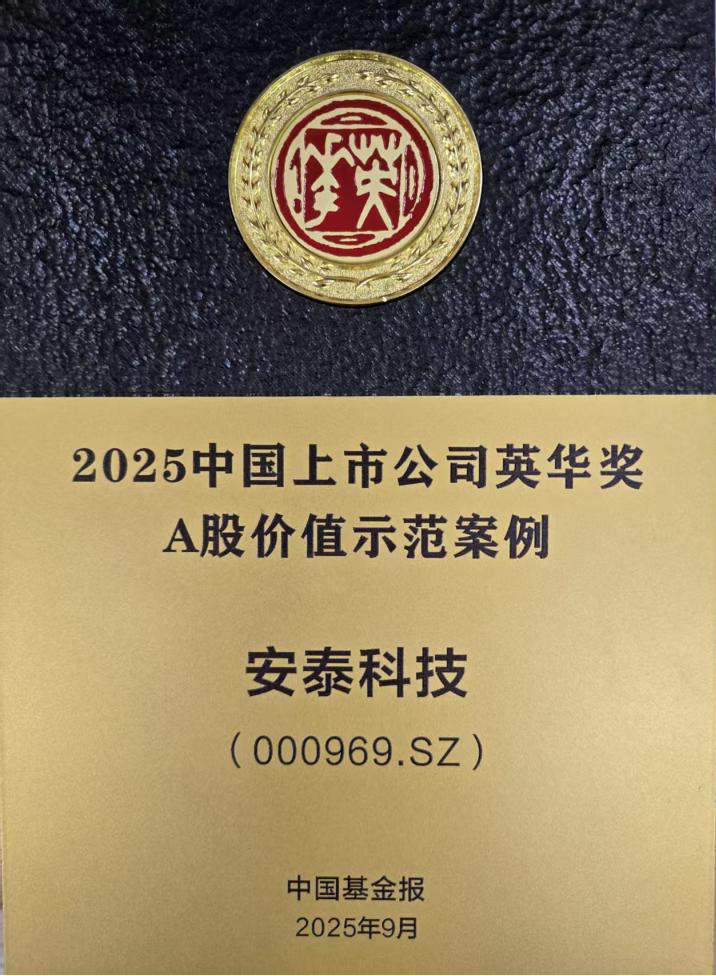 英华
2025中国上市公司英华奖
A股价值示范案例
安泰科技
（000969.SZ）
中国基金报
2025年9月